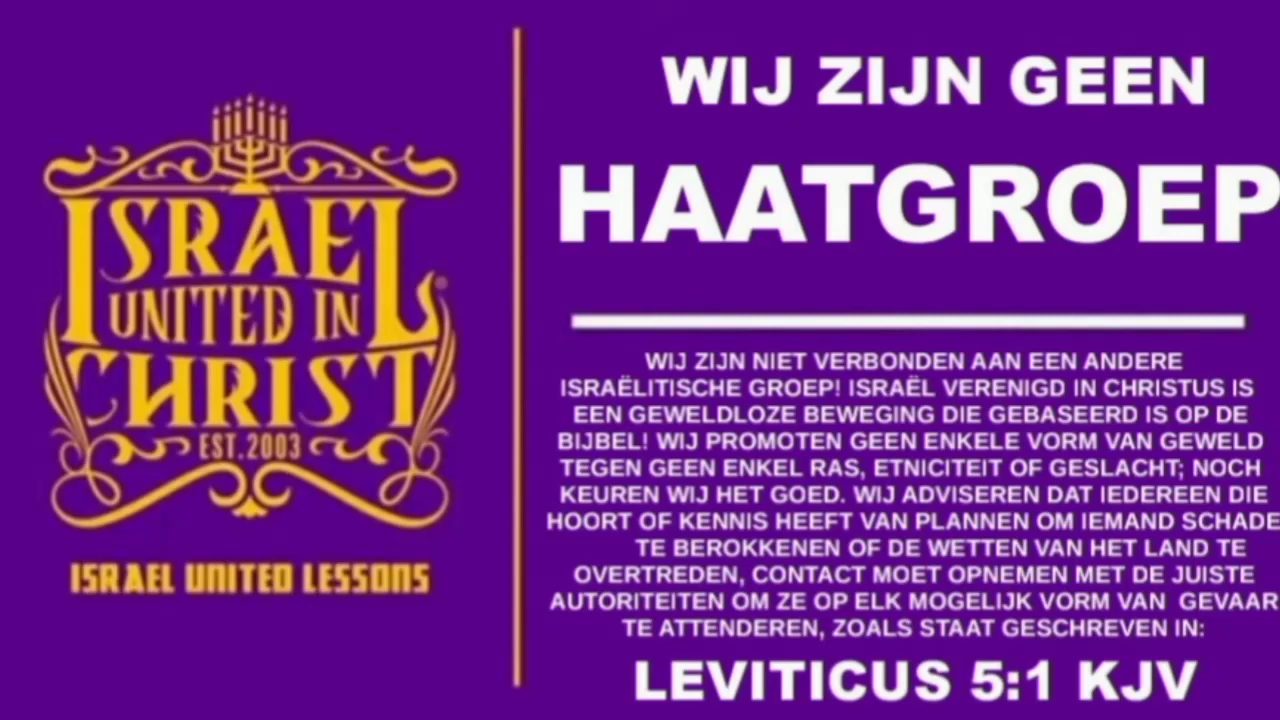 ISRAEL
UNITED IN
CHRIST
EST.2003
ISRAEL UNITED LESSONS
WIJ ZIJN GEEN
HAATGROEP
WIJ ZIJN NIET VERBONDEN AAN EEN ANDERE
ISRAËLITISCHE GROEP! ISRAËL VERENIGD IN CHRISTUS IS
EEN GEWELDLOZE BEWEGING DIE GEBASEERD IS OP DE
BIJBEL! WIJ PROMOTEN GEEN ENKELE VORM VAN GEWELD
TEGEN GEEN ENKEL RAS, ETNICITEIT OF GESLACHT; NOCH
KEUREN WIJ HET GOED. WIJ ADVISEREN DAT IEDEREEN DIE
HOORT OF KENNIS HEEFT VAN PLANNEN OM IEMAND SCHADE
TE BEROKKENEN OF DE WETTEN VAN HET LAND TE
OVERTREDEN, CONTACT MOET OPNEMEN MET DE JUISTE
AUTORITEITEN OM ZE OP ELK MOGELIJK VORM VAN GEVAAR
TE ATTENDEREN, ZOALS STAAT GESCHREVEN IN:
LEVITICUS 5:1 KJV